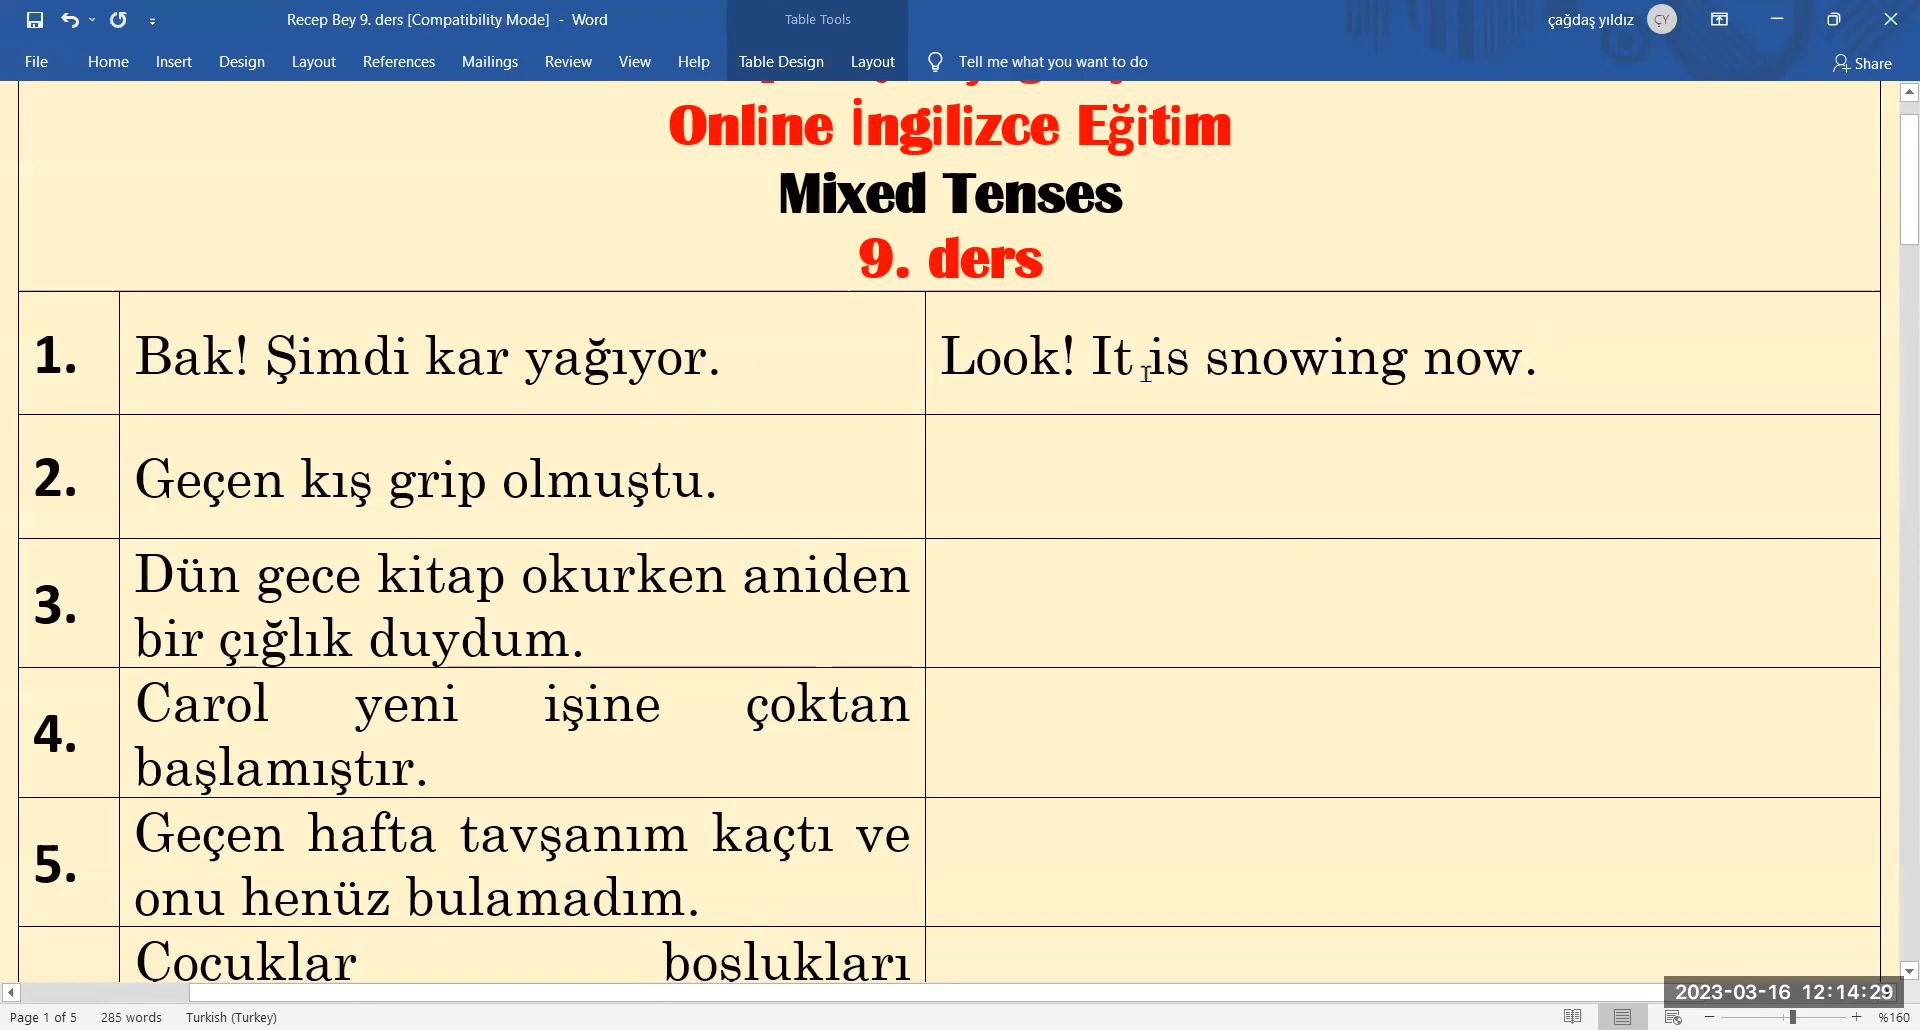 Recep Bey 9. ders [Compatibility Mode] - Word
Table Tools
çağdaş yıldız
ÇY
File Home Insert Design Layout References Mailings Review View Help Table Design Layout Tell me what you want to do
Share
Online İngilizce Eğitim
Mixed Tenses
9. ders
1. Bak! Şimdi kar yağıyor. Look! It is snowing now.
2. Geçen kış grip olmuştu.
3. Dün gece kitap okurken aniden
bir çığlık duydum.
4. Carol yeni işine çoktan
başlamıştır.
5. Geçen hafta tavşanım kaçtı ve
onu henüz bulamadım.
Çocuklar boşlukları
2023-03-16 12:14:29
Page 1 of 5 285 words Turkish (Turkey)
%160